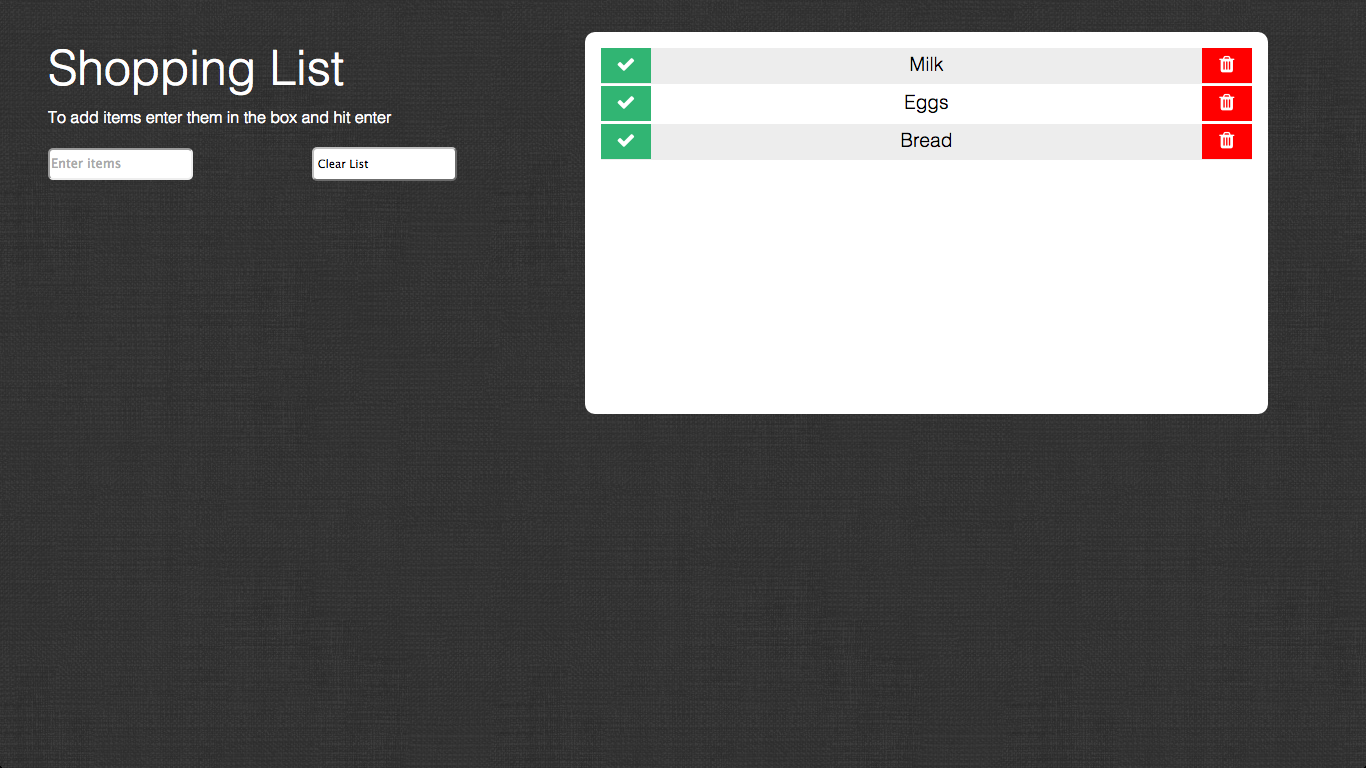 Shopping List
To add items enter them in the box and hit enter
Enter items
Clear List
Milk
Eggs
Bread